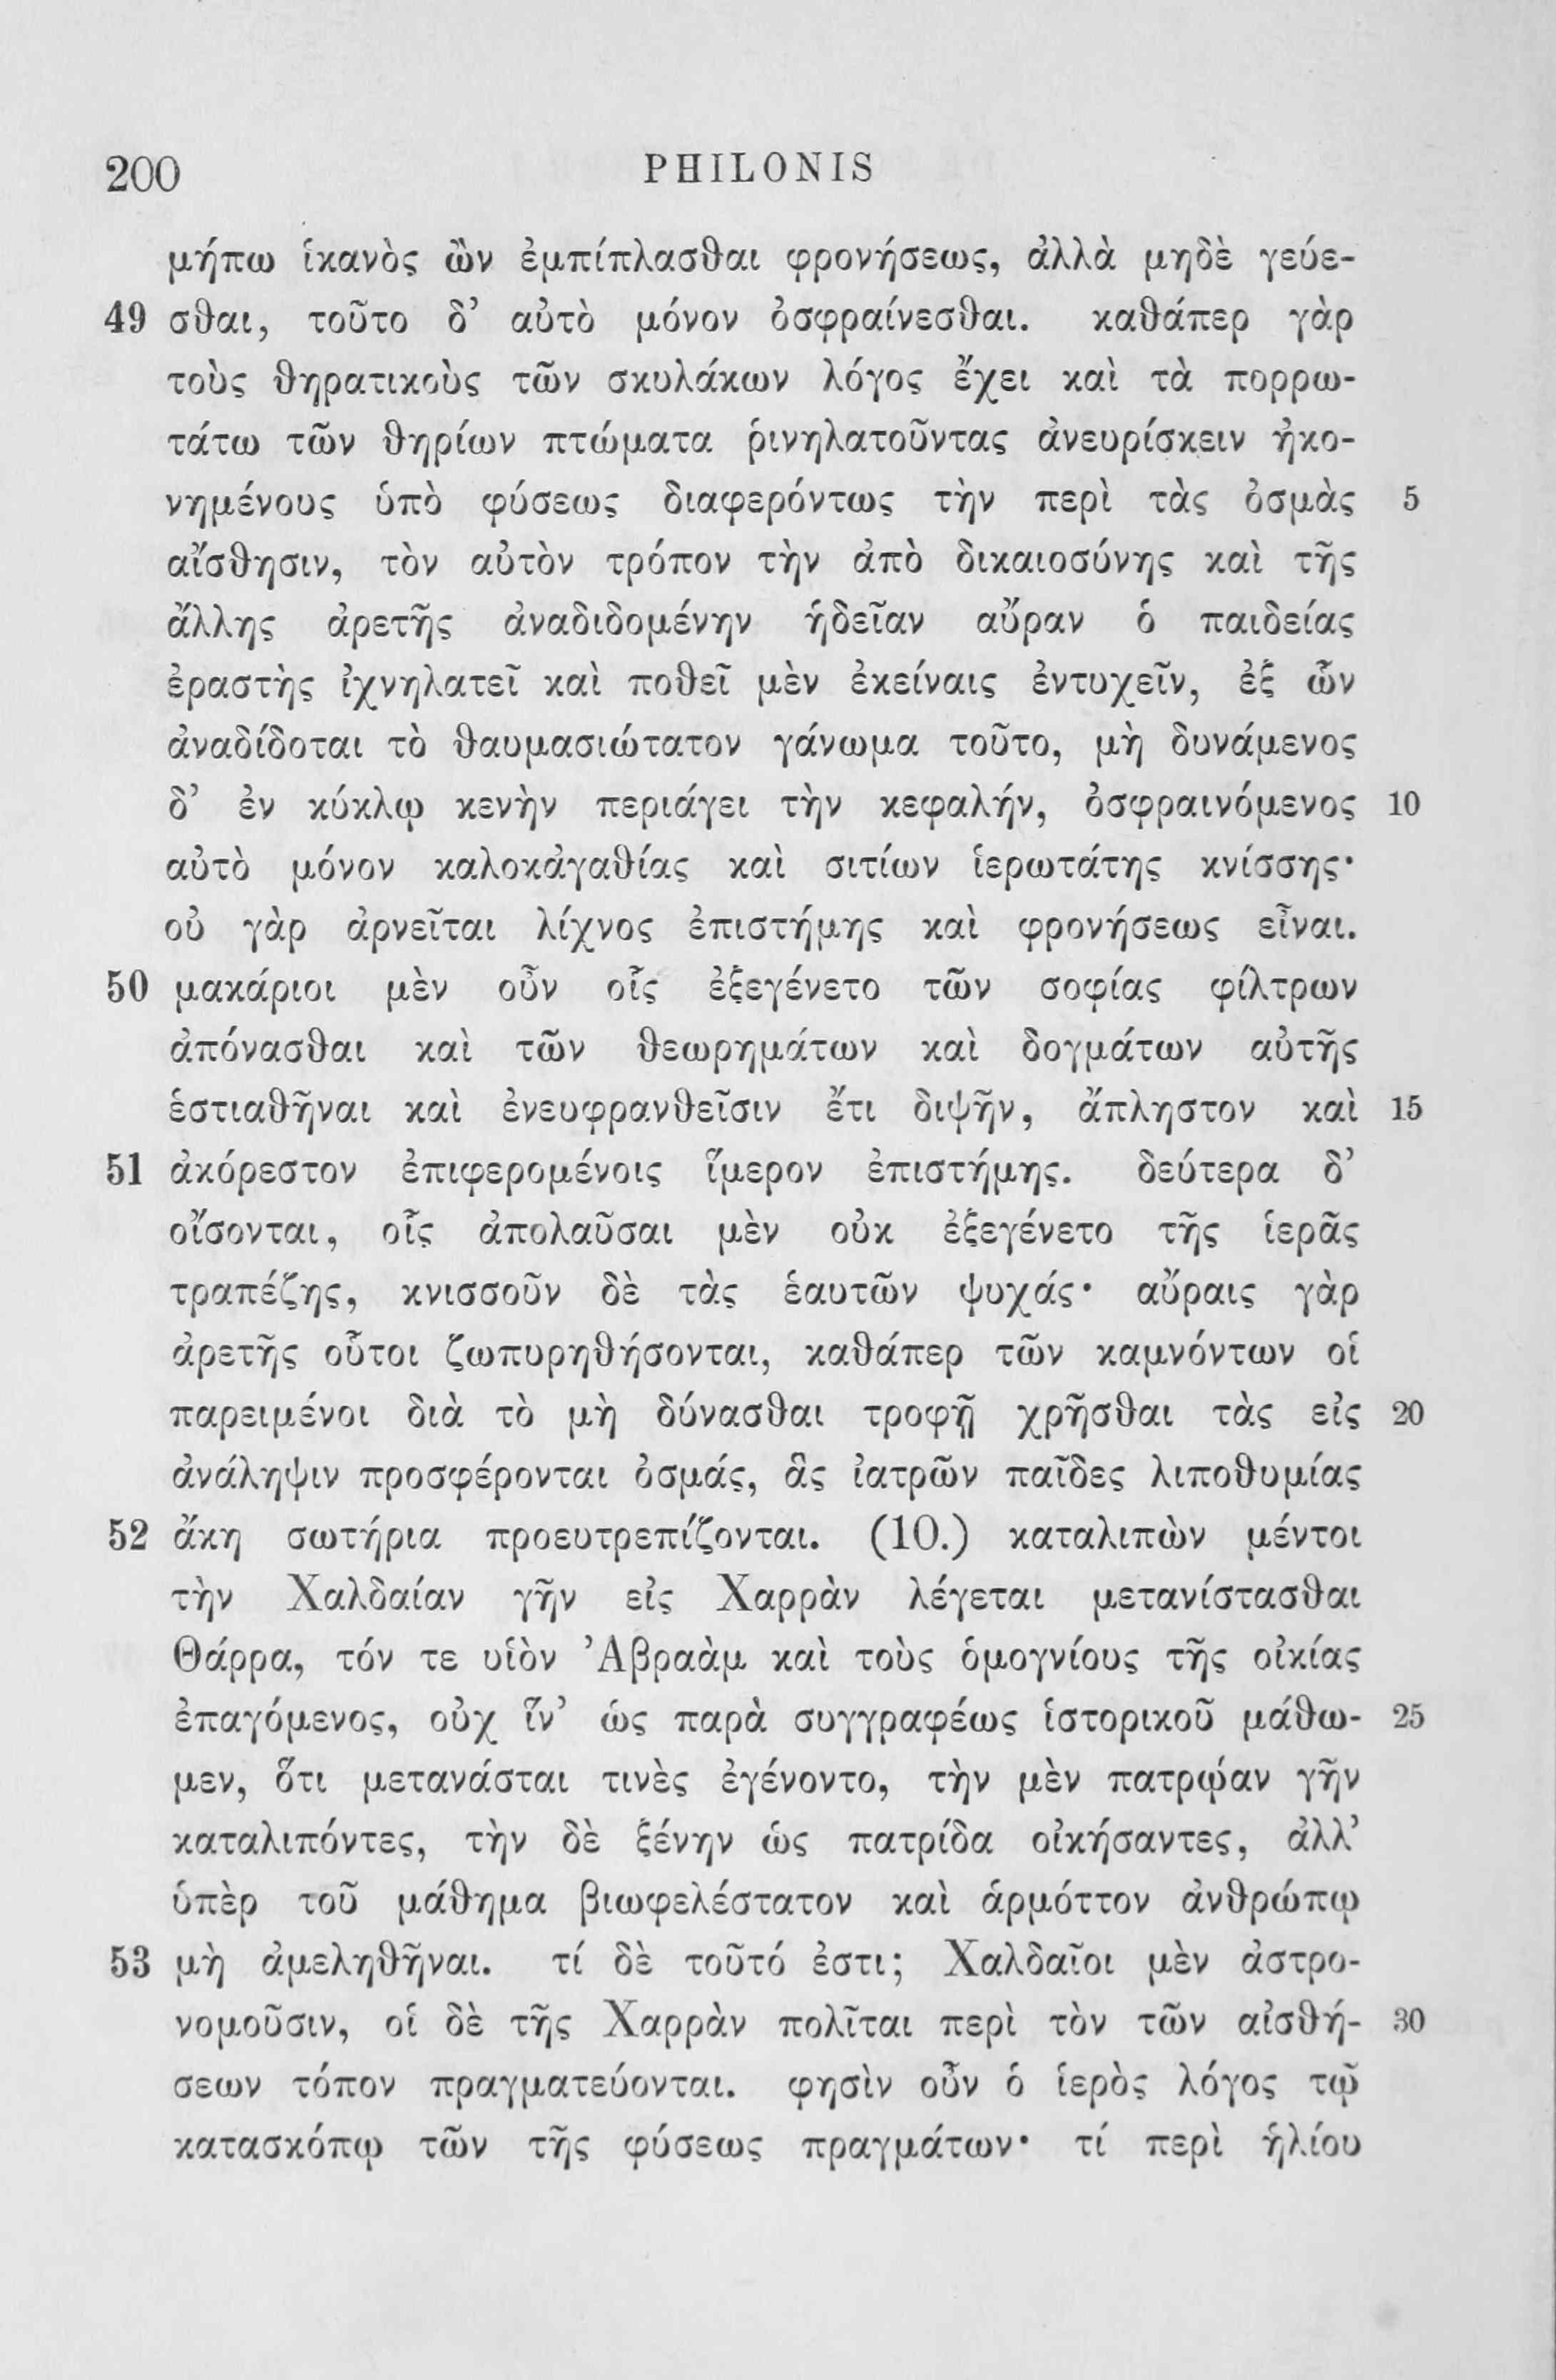 200 PHILONIS
μήπω ἱκανὸς ὢν ἐμπίπλασθαι φρονήσεως, ἀλλὰ μηδὲ γεύε-
49 σθαι, τοῦτο δ’ αὐτὸ μόνον ὀσφραίνεσθαι. καθάπερ γὰρ
τοὺς θηρατικοὺς τῶν σκυλάκων λόγος ἔχει καὶ τὰ πορρω-
τάτω τῶν θηρίων πτώματα ῥινηλατοῦντας ἀνευρίσκειν ἠκο-
νημένους ὑπὸ φύσεως διαφερόντως τὴν περὶ τὰς ὀσμὰς 5
αἴσθησιν, τὸν αὐτὸν τρόπον τὴν ἀπὸ δικαιοσύνης καὶ τῆς
ἄλλης ἀρετῆς ἀναδιδομένην ἡδεῖαν αὔραν ὁ παιδείας
ἐραστὴς ἰχνηλατεῖ καὶ ποθεῖ μὲν ἐκείναις ἐντυχεῖν, ἐξ ὧν
ἀναδίδοται τὸ θαυμασιώτατον γάνωμα τοῦτο, μὴ δυνάμενος
δ’ ἐν κύκλῳ κενὴν περιάγει τὴν κεφαλήν, ὀσφραινόμενος 10
αὐτὸ μόνον καλοκἀγαθίας καὶ σιτίων ἱερωτάτης κνίσσης·
οὐ γὰρ ἀρνεῖται λίχνος ἐπιστήμης καὶ φρονήσεως εἶναι.
50 μακάριοι μὲν οὖν οἷς ἐξεγένετο τῶν σοφίας φίλτρων
ἀπόνασθαι καὶ τῶν θεωρημάτων καὶ δογμάτων αὐτῆς
ἑστιαθῆναι καὶ ἐνευφρανθεῖσιν ἔτι διψῆν, ἄπληστον καὶ 15
51 ἀκόρεστον ἐπιφερομένοις ἵμερον ἐπιστήμης. δεύτερα δ’
οἴσονται, οἷς ἀπολαῦσαι μὲν οὐκ ἐξεγένετο τῆς ἱερᾶς
τραπέζης, κνισσοῦν δὲ τὰς ἑαυτῶν ψυχάς· αὔραις γὰρ
ἀρετῆς οὗτοι ζωπυρηθήσονται, καθάπερ τῶν καμνόντων οἱ
παρειμένοι διὰ τὸ μὴ δύνασθαι τροφῇ χρῆσθαι τὰς εἰς 20
ἀνάληψιν προσφέρονται ὀσμάς, ἃς ἰατρῶν παῖδες λιποθυμίας
52 ἄκη σωτήρια προευτρεπίζονται. (10.) καταλιπὼν μέντοι
τὴν Χαλδαίαν γῆν εἰς Χαρρὰν λέγεται μετανίστασθαι
Θάρρα, τόν τε υἱὸν Ἀβραὰμ καὶ τοὺς ὁμογνίους τῆς οἰκίας
ἐπαγόμενος, οὐχ ἵν’ ὡς παρὰ συγγραφέως ἱστορικοῦ μάθω- 25
μεν, ὅτι μετανάσται τινὲς ἐγένοντο, τὴν μὲν πατρῴαν γῆν
καταλιπόντες, τὴν δὲ ξένην ὡς πατρίδα οἰκήσαντες, ἀλλ’
ὑπὲρ τοῦ μάθημα βιωφελέστατον καὶ ἁρμόττον ἀνθρώπῳ
53 μὴ ἀμεληθῆναι. τί δὲ τοῦτό ἐστι; Χαλδαῖοι μὲν ἀστρο-
νομοῦσιν, οἱ δὲ τῆς Χαρρὰν πολῖται περὶ τὸν τῶν αἰσθή- 30
σεων τόπον πραγματεύονται. φησὶν οὖν ὁ ἱερὸς λόγος τῷ
κατασκόπῳ τῶν τῆς φύσεως πραγμάτων· τί περὶ ἡλίου